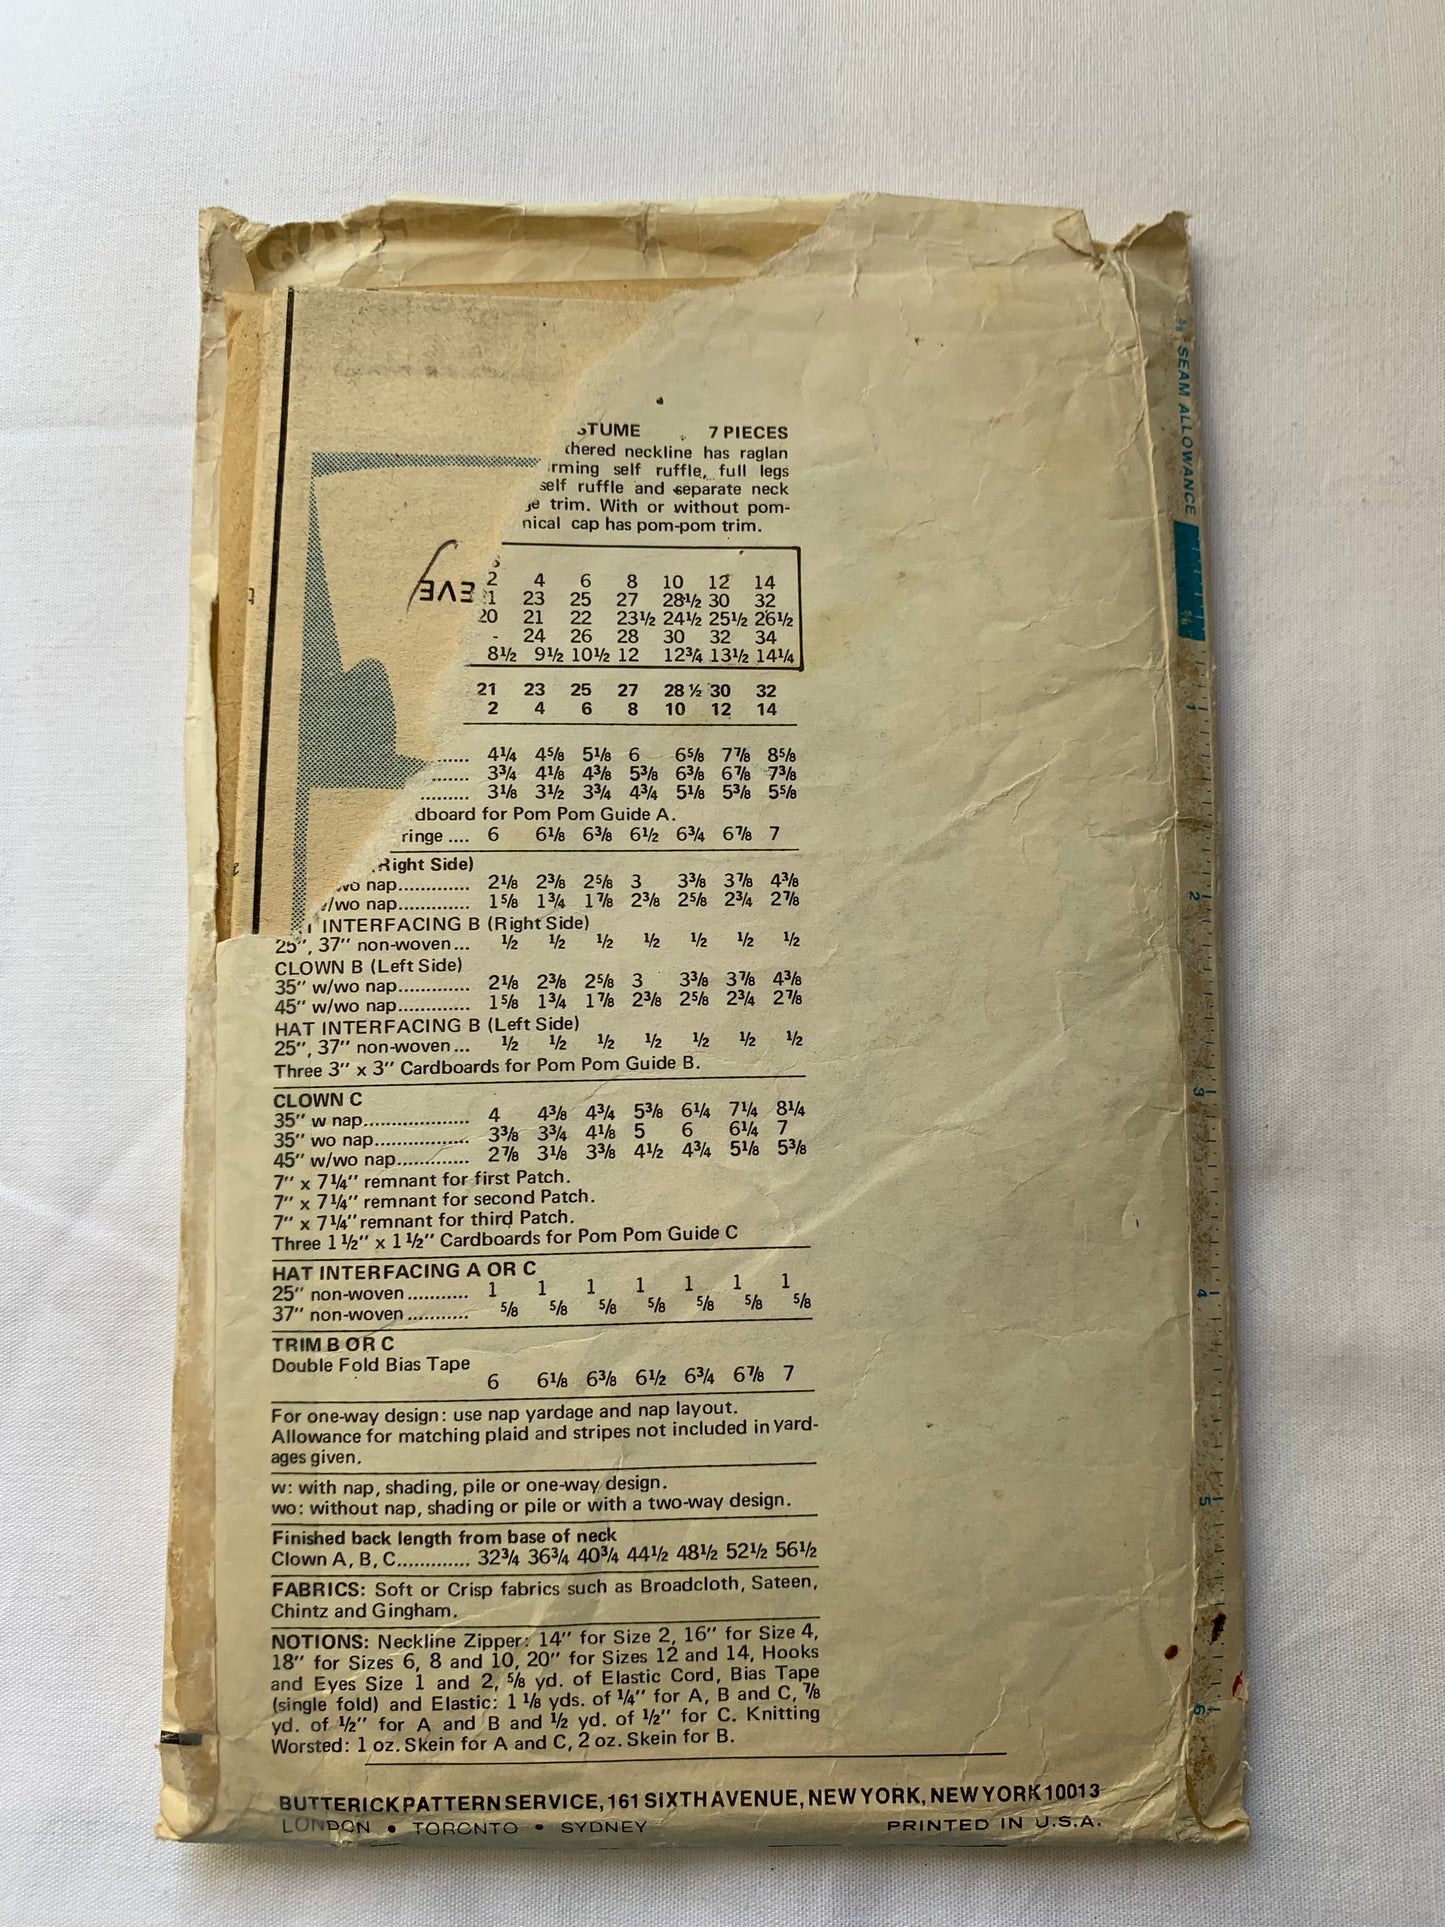 STUME 7 PIECES
thered neckline has raglan
rming self ruffle, full legs
self ruffle and separate neck
ge trim. With or without pom-
nical cap has pom-pom trim.
2 4 6 8 10 12 14
21 23 25 27 28½ 30 32
20 21 22 23½ 24½ 25½ 26½
- 24 26 28 30 32 34
8½ 9½ 10½ 12 12¾ 13½ 14¼
21 23 25 27 28½ 30 32
2 4 6 8 10 12 14
...... 4¼ 4⅝ 5⅛ 6 6⅝ 7⅞ 8⅝
....... 3¾ 4⅛ 4⅜ 5⅜ 6⅜ 6⅞ 7⅜
......... 3⅛ 3½ 3¾ 4¾ 5⅛ 5⅜ 5⅝
dboard for Pom Pom Guide A.
ringe .... 6 6⅛ 6⅜ 6½ 6¾ 6⅞ 7
(Right Side)
/wo nap............. 2⅛ 2⅜ 2⅝ 3 3⅜ 3⅞ 4⅜
/wo nap............. 1⅝ 1¾ 1⅞ 2⅜ 2⅝ 2¾ 2⅞
INTERFACING B (Right Side)
25", 37" non-woven... ½ ½ ½ ½ ½ ½ ½
CLOWN B (Left Side)
35" w/wo nap............. 2⅛ 2⅜ 2⅝ 3 3⅜ 3⅞ 4⅜
45" w/wo nap............. 1⅝ 1¾ 1⅞ 2⅜ 2⅝ 2¾ 2⅞
HAT INTERFACING B (Left Side)
25", 37" non-woven... ½ ½ ½ ½ ½ ½ ½
Three 3" x 3" Cardboards for Pom Pom Guide B.
CLOWN C
35" w nap................... 4 4⅜ 4¾ 5⅜ 6¼ 7¼ 8¼
35" wo nap................. 3⅜ 3¾ 4⅛ 5 6 6¼ 7
45" w/wo nap............. 2⅞ 3⅛ 3⅜ 4½ 4¾ 5⅛ 5⅜
7" x 7¼" remnant for first Patch.
7" x 7¼" remnant for second Patch.
7" x 7¼" remnant for third Patch.
Three 1½" x 1½" Cardboards for Pom Pom Guide C
HAT INTERFACING A OR C
25" non-woven........... 1 1 1 1 1 1 1
37" non-woven........... ⅝ ⅝ ⅝ ⅝ ⅝ ⅝ ⅝
TRIM B OR C
Double Fold Bias Tape
6 6⅛ 6⅜ 6½ 6¾ 6⅞ 7
For one-way design: use nap yardage and nap layout.
Allowance for matching plaid and stripes not included in yard-
ages given.
w: with nap, shading, pile or one-way design.
wo: without nap, shading or pile or with a two-way design.
Finished back length from base of neck
Clown A, B, C............. 32¾ 36¾ 40¾ 44½ 48½ 52½ 56½
FABRICS: Soft or Crisp fabrics such as Broadcloth, Sateen,
Chintz and Gingham.
NOTIONS: Neckline Zipper: 14" for Size 2, 16" for Size 4,
18" for Sizes 6, 8 and 10, 20" for Sizes 12 and 14, Hooks
and Eyes Size 1 and 2, ⅝ yd. of Elastic Cord, Bias Tape
(single fold) and Elastic: 1⅛ yds. of ¼" for A, B and C, ⅞
yd. of ½" for A and B and ½ yd. of ½" for C. Knitting
Worsted: 1 oz. Skein for A and C, 2 oz. Skein for B.
BUTTERICK PATTERN SERVICE, 161 SIXTH AVENUE, NEW YORK, NEW YORK 10013
LONDON • TORONTO • SYDNEY PRINTED IN U.S.A.
⅝ SEAM ALLOWANCE
⅝
1
2
3
4
5
6
EVE